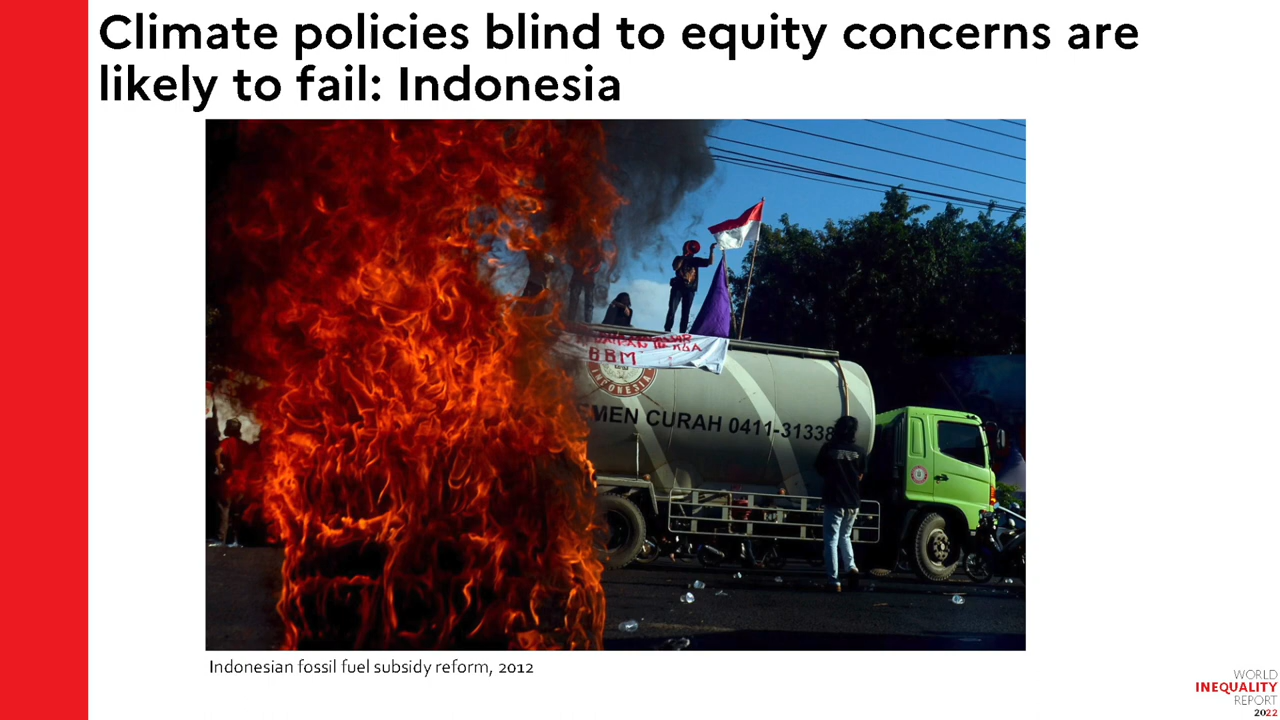 Climate policies blind to equity concerns are
likely to fail: Indonesia
BBM
INDONESIA
EMEN CURAH 0411-31338
Indonesian fossil fuel subsidy reform, 2012
WORLD
INEQUALITY
REPORT
2022